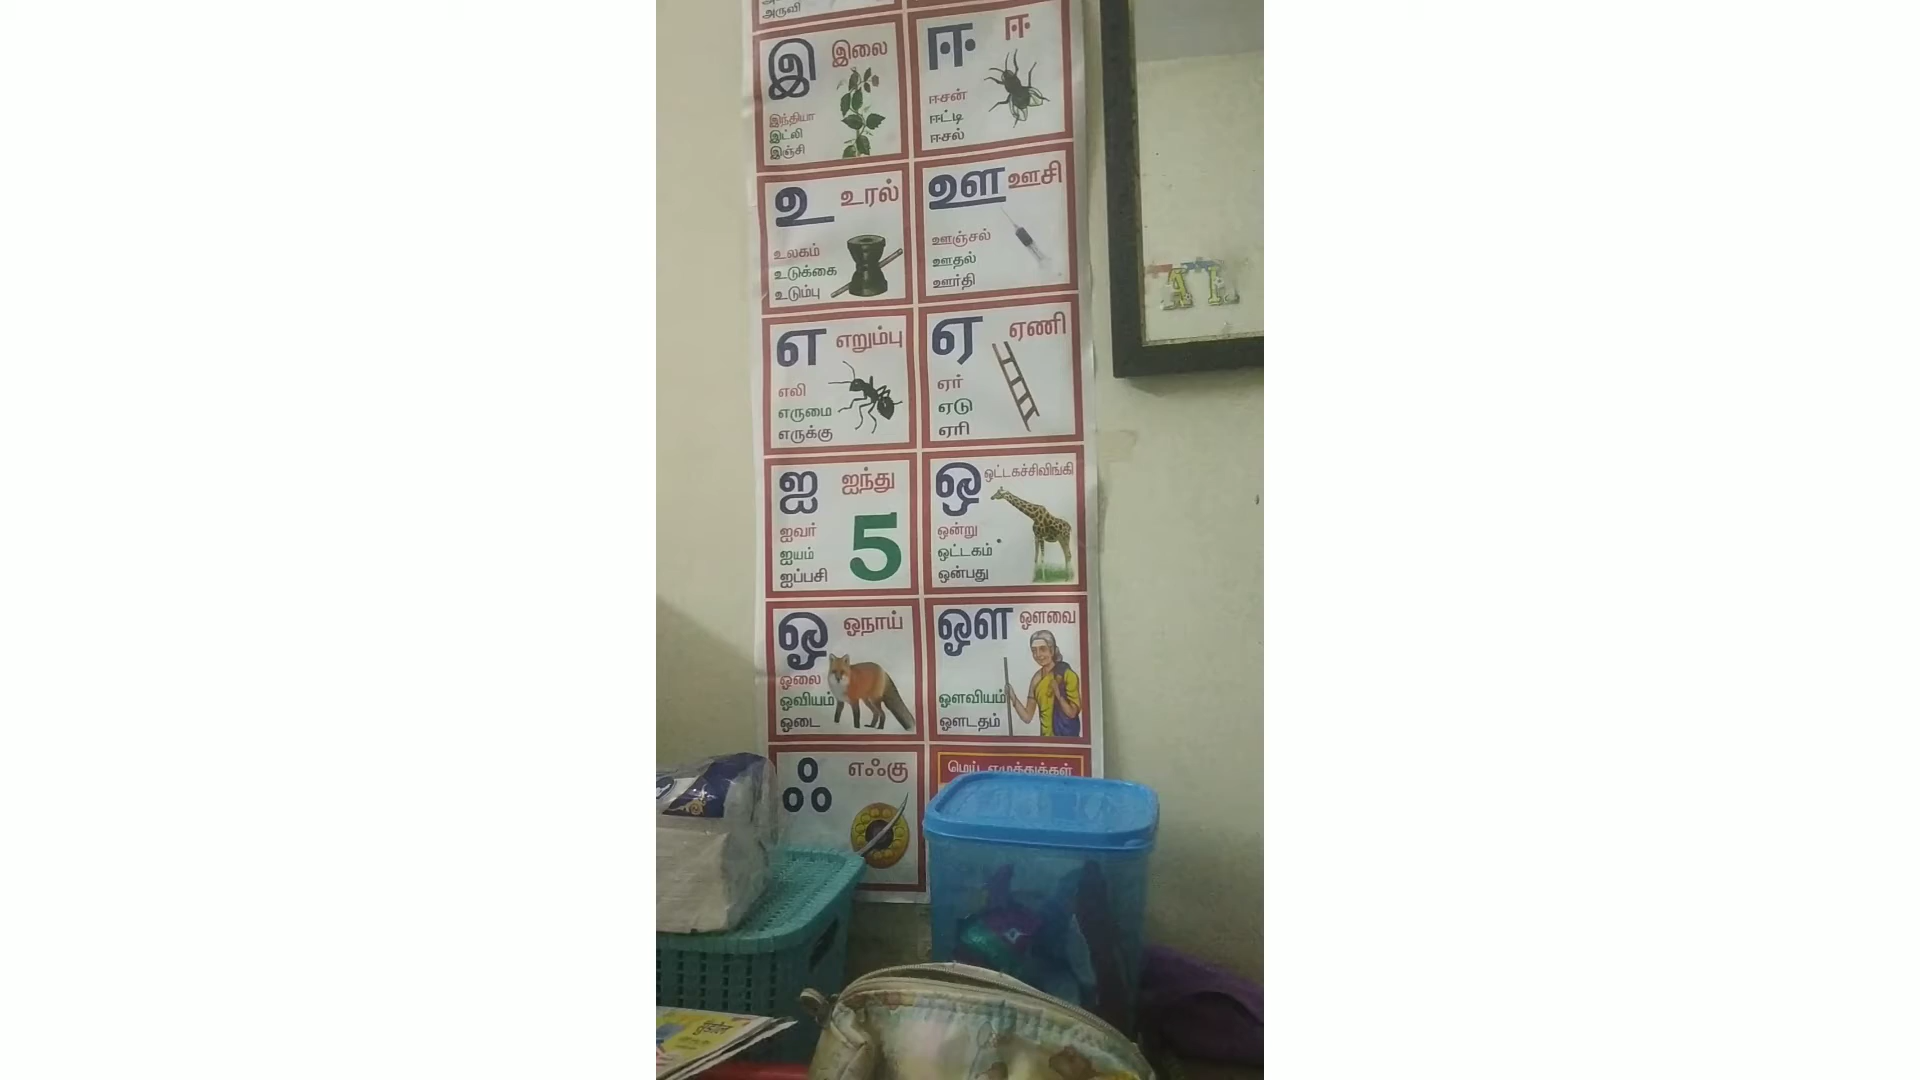 அருவி
இ இலை
இந்தியா
இட்லி
இஞ்சி
ஈ ஈ
ஈசன்
ஈட்டி
ஈசல்
உ உரல்
உலகம்
உடுக்கை
உடும்பு
ஊ ஊசி
ஊஞ்சல்
ஊதல்
ஊர்தி
எ எறும்பு
எலி
எருமை
எருக்கு
ஏ ஏணி
ஏர்
ஏடு
ஏரி
ஐ ஐந்து
ஐவர்
ஐயம்
ஐப்பசி
5
ஒ ஒட்டகச்சிவிங்கி
ஒன்று
ஒட்டகம்
ஒன்பது
ஓ ஓநாய்
ஓலை
ஓவியம்
ஓடை
ஔ ஔவை
ஔவியம்
ஔடதம்
ஃ எஃகு
மெய் எழுத்துக்கள்